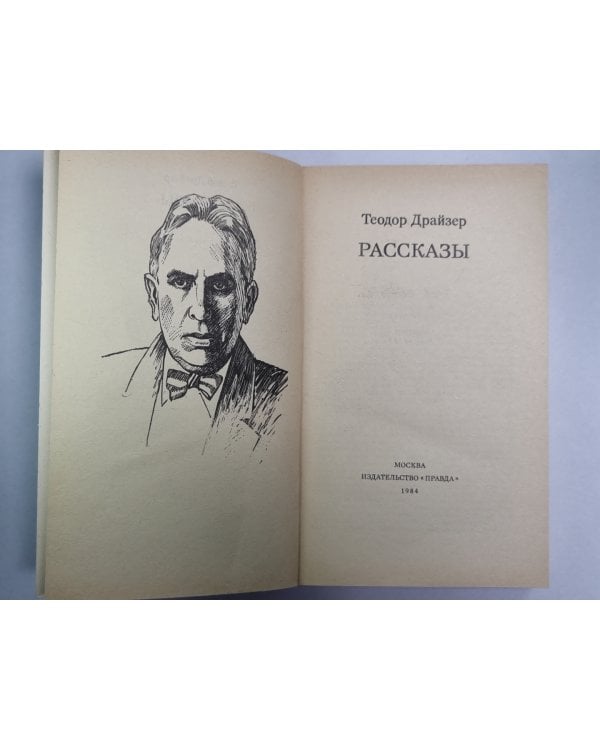 Теодор Драйзер
РАССКАЗЫ
МОСКВА
ИЗДАТЕЛЬСТВО «ПРАВДА»
1984